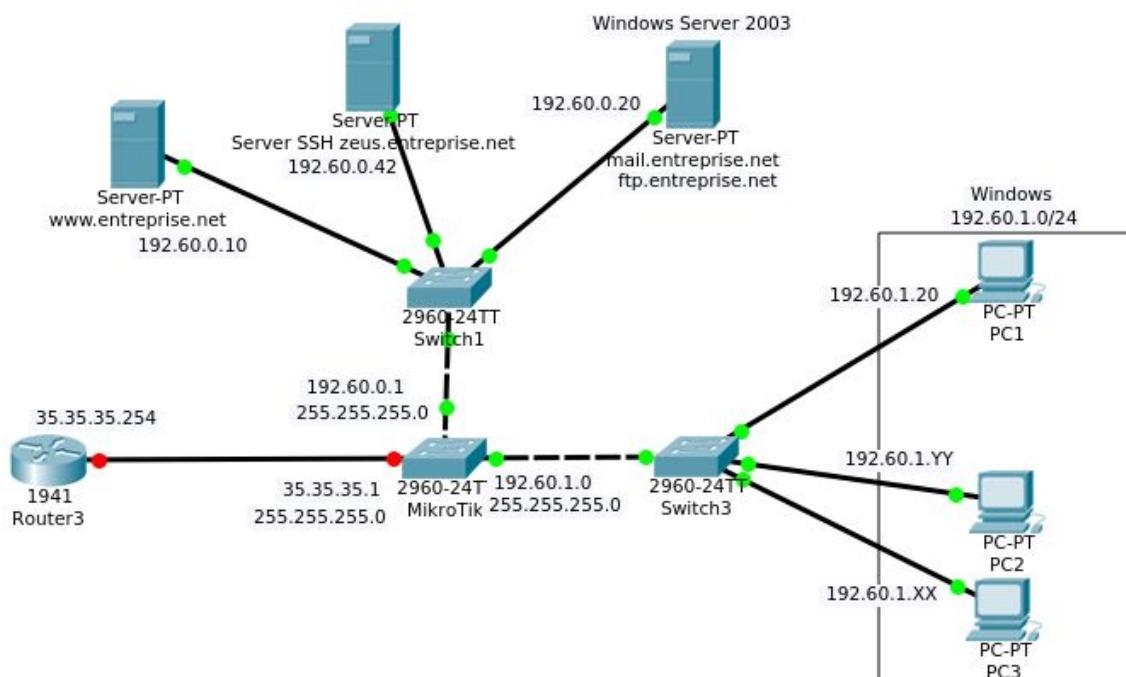 Windows Server 2003
192.60.0.20
Server-PT
Server SSH zeus.entreprise.net
192.60.0.42
Server-PT
mail.entreprise.net
ftp.entreprise.net
Server-PT
www.entreprise.net
192.60.0.10
Windows
192.60.1.0/24
2960-24TT
Switch1
192.60.1.20
PC-PT
PC1
192.60.0.1
255.255.255.0
35.35.35.254
1941
Router3
35.35.35.1
255.255.255.0
2960-24TT
MikroTik
192.60.1.0
255.255.255.0
2960-24TT
Switch3
192.60.1.YY
PC-PT
PC2
192.60.1.XX
PC-PT
PC3